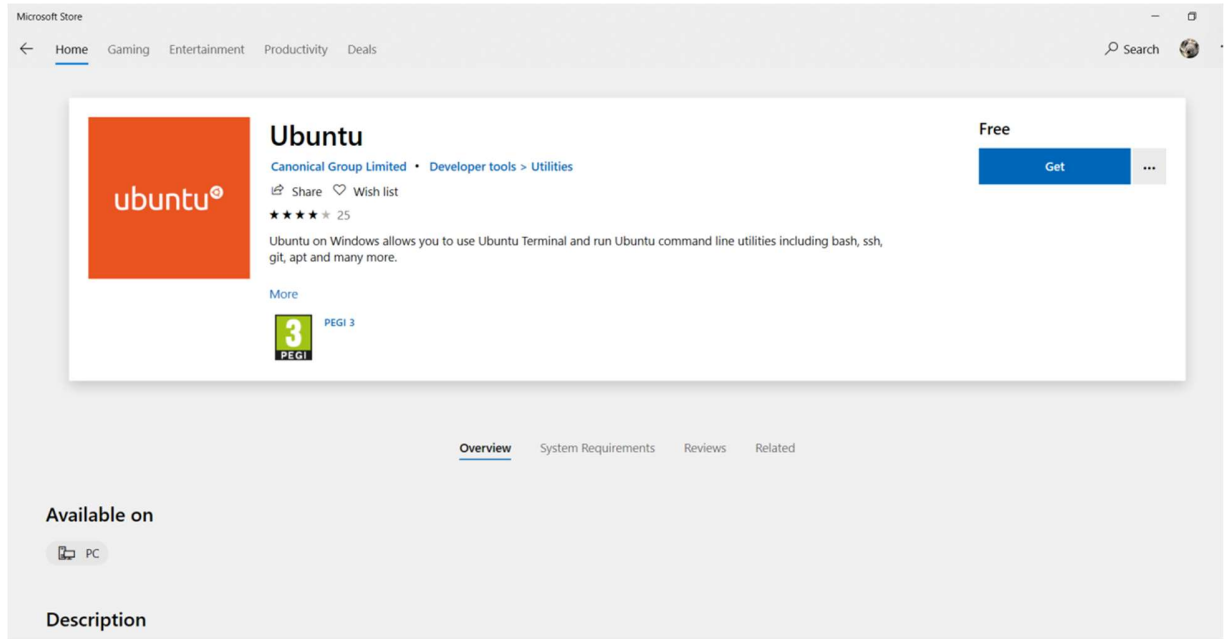 Microsoft Store
Home Gaming Entertainment Productivity Deals Search
ubuntu
Ubuntu
Canonical Group Limited • Developer tools > Utilities
Share Wish list
25
Ubuntu on Windows allows you to use Ubuntu Terminal and run Ubuntu command line utilities including bash, ssh,
git, apt and many more.
More
3
PEGI
PEGI 3
Free
Get
...
Overview System Requirements Reviews Related
Available on
PC
Description